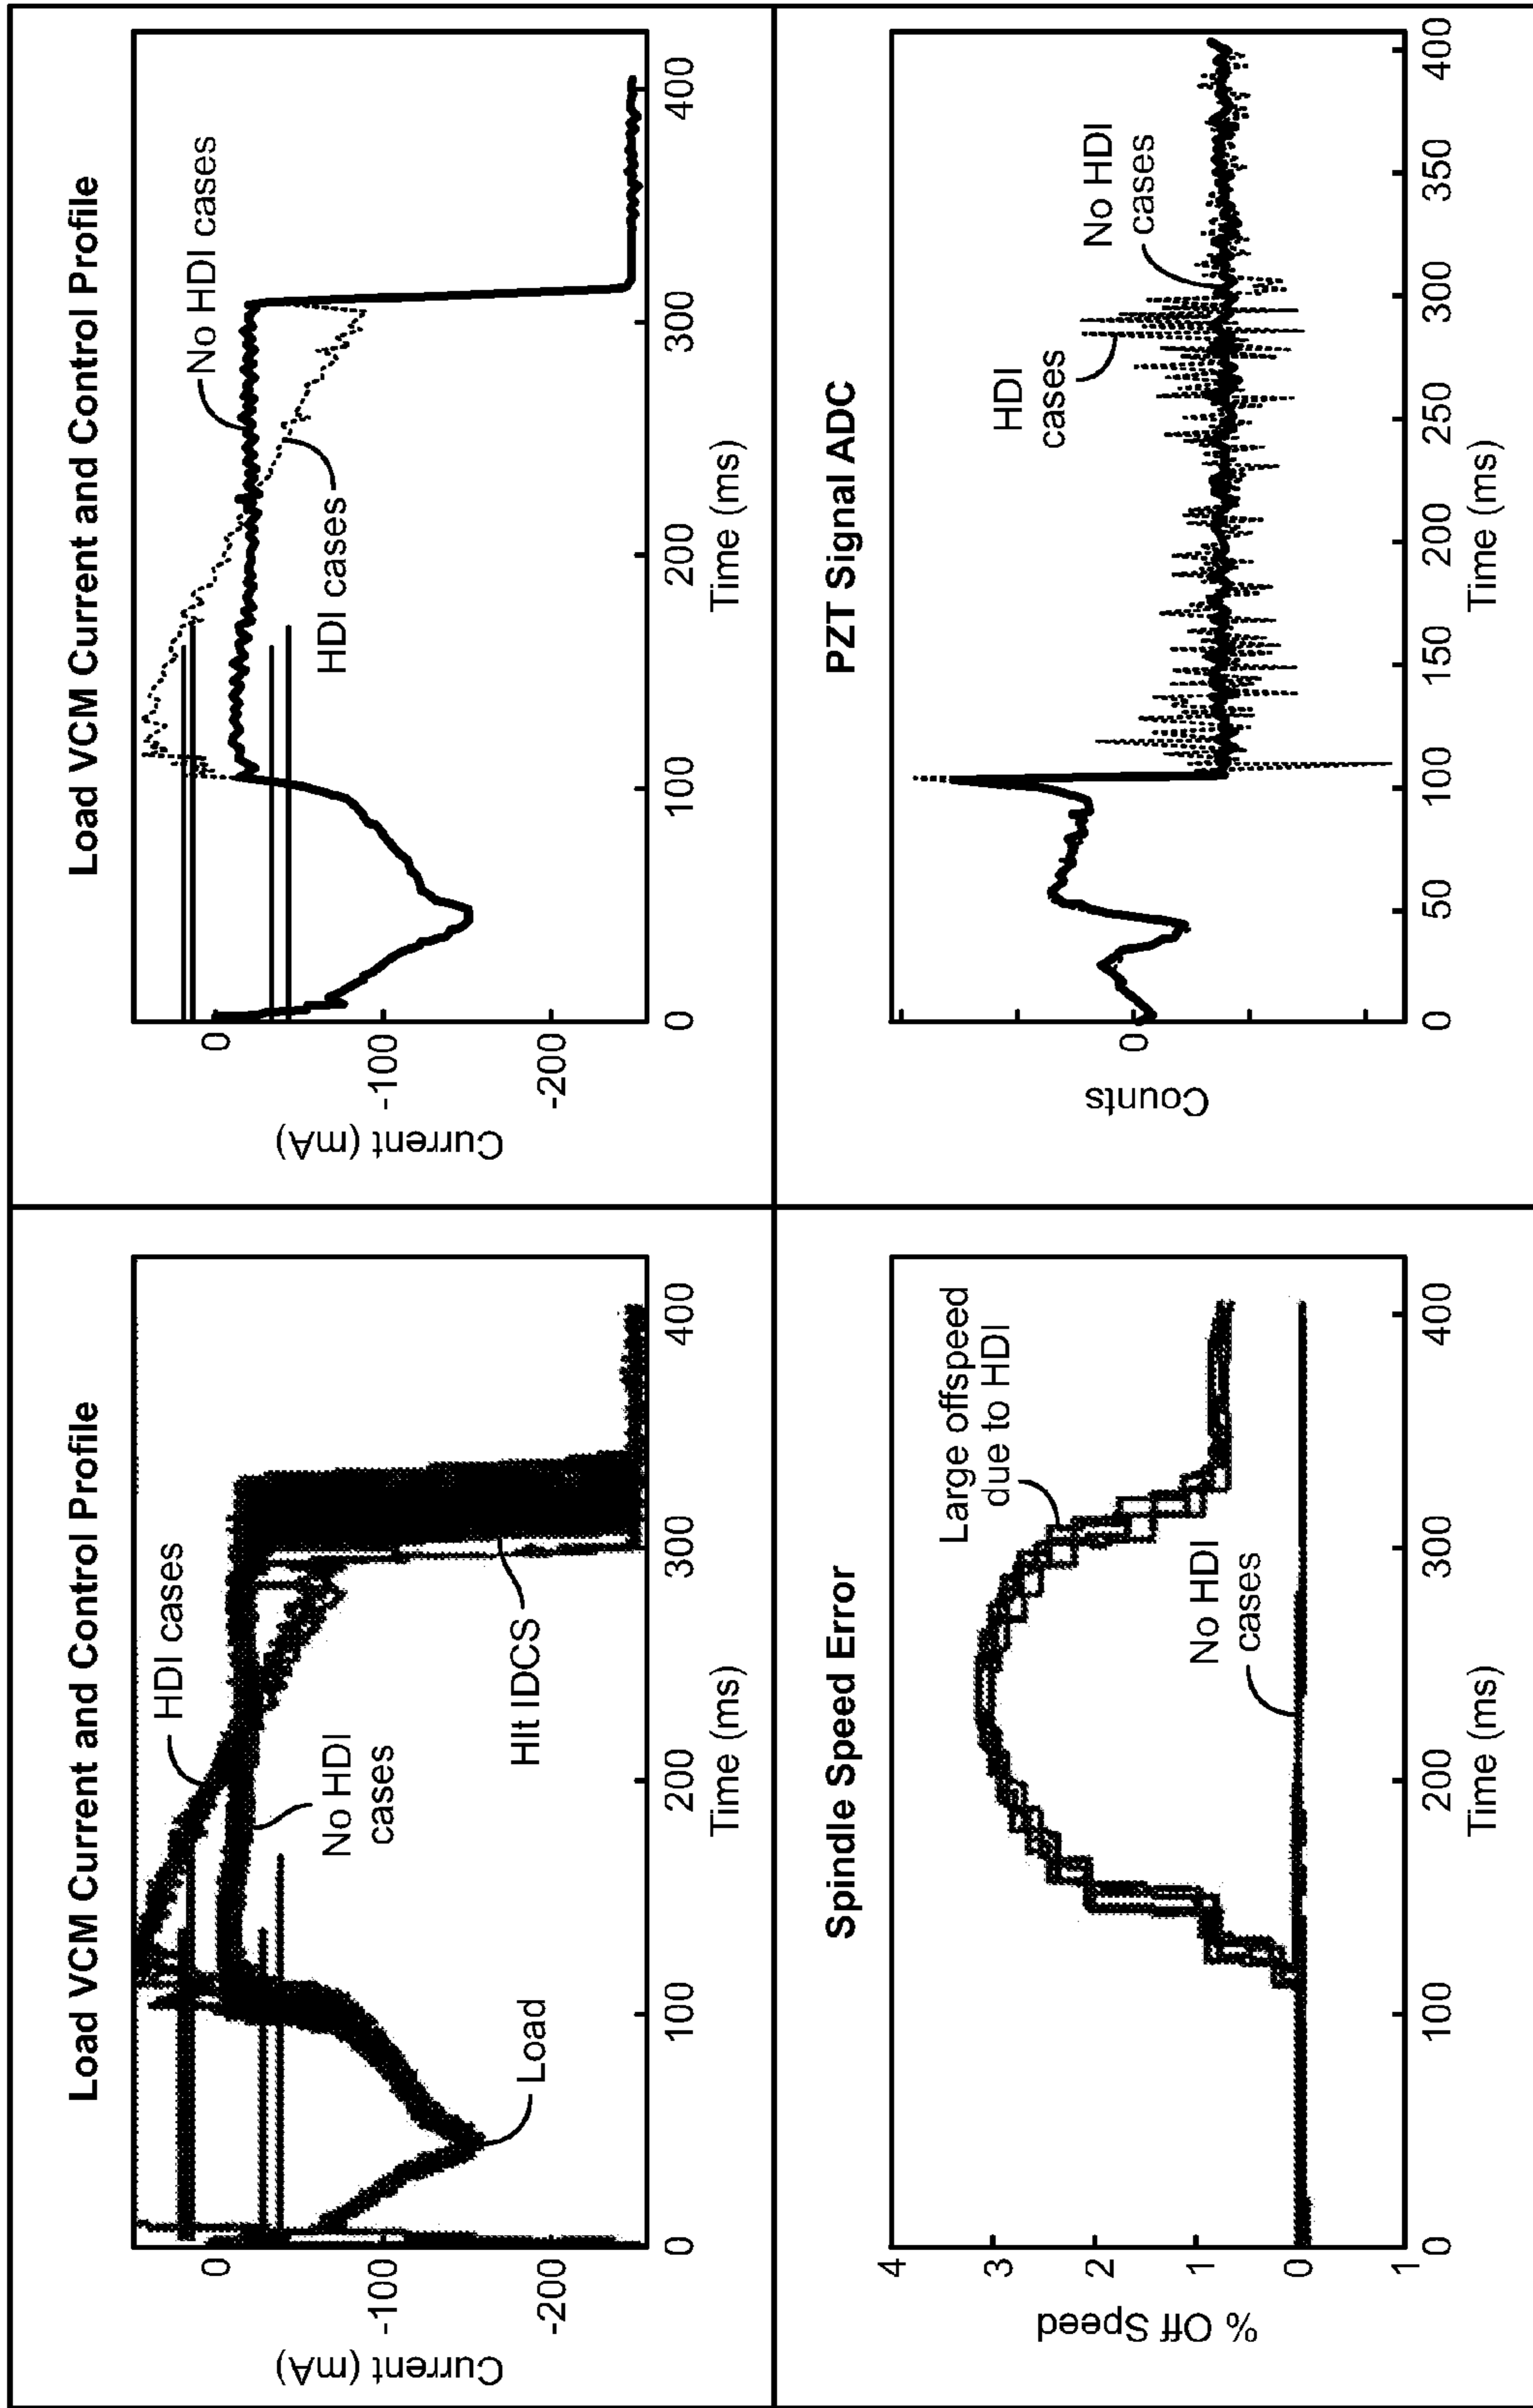 Load VCM Current and Control Profile
Current (mA)
0
-100
-200
HDI cases
No HDI
cases
HIt IDCS
Load
0
100
200
300
400
Time (ms)
Load VCM Current and Control Profile
Current (mA)
0
-100
-200
No HDI cases
HDI cases
0
100
200
300
400
Time (ms)
Spindle Speed Error
% Off Speed
4
3
2
1
0
1
Large offspeed
due to HDI
No HDI
cases
0
100
200
300
400
Time (ms)
PZT Signal ADC
Counts
0
HDI
cases
No HDI
cases
0
50
100
150
200
250
300
350
400
Time (ms)